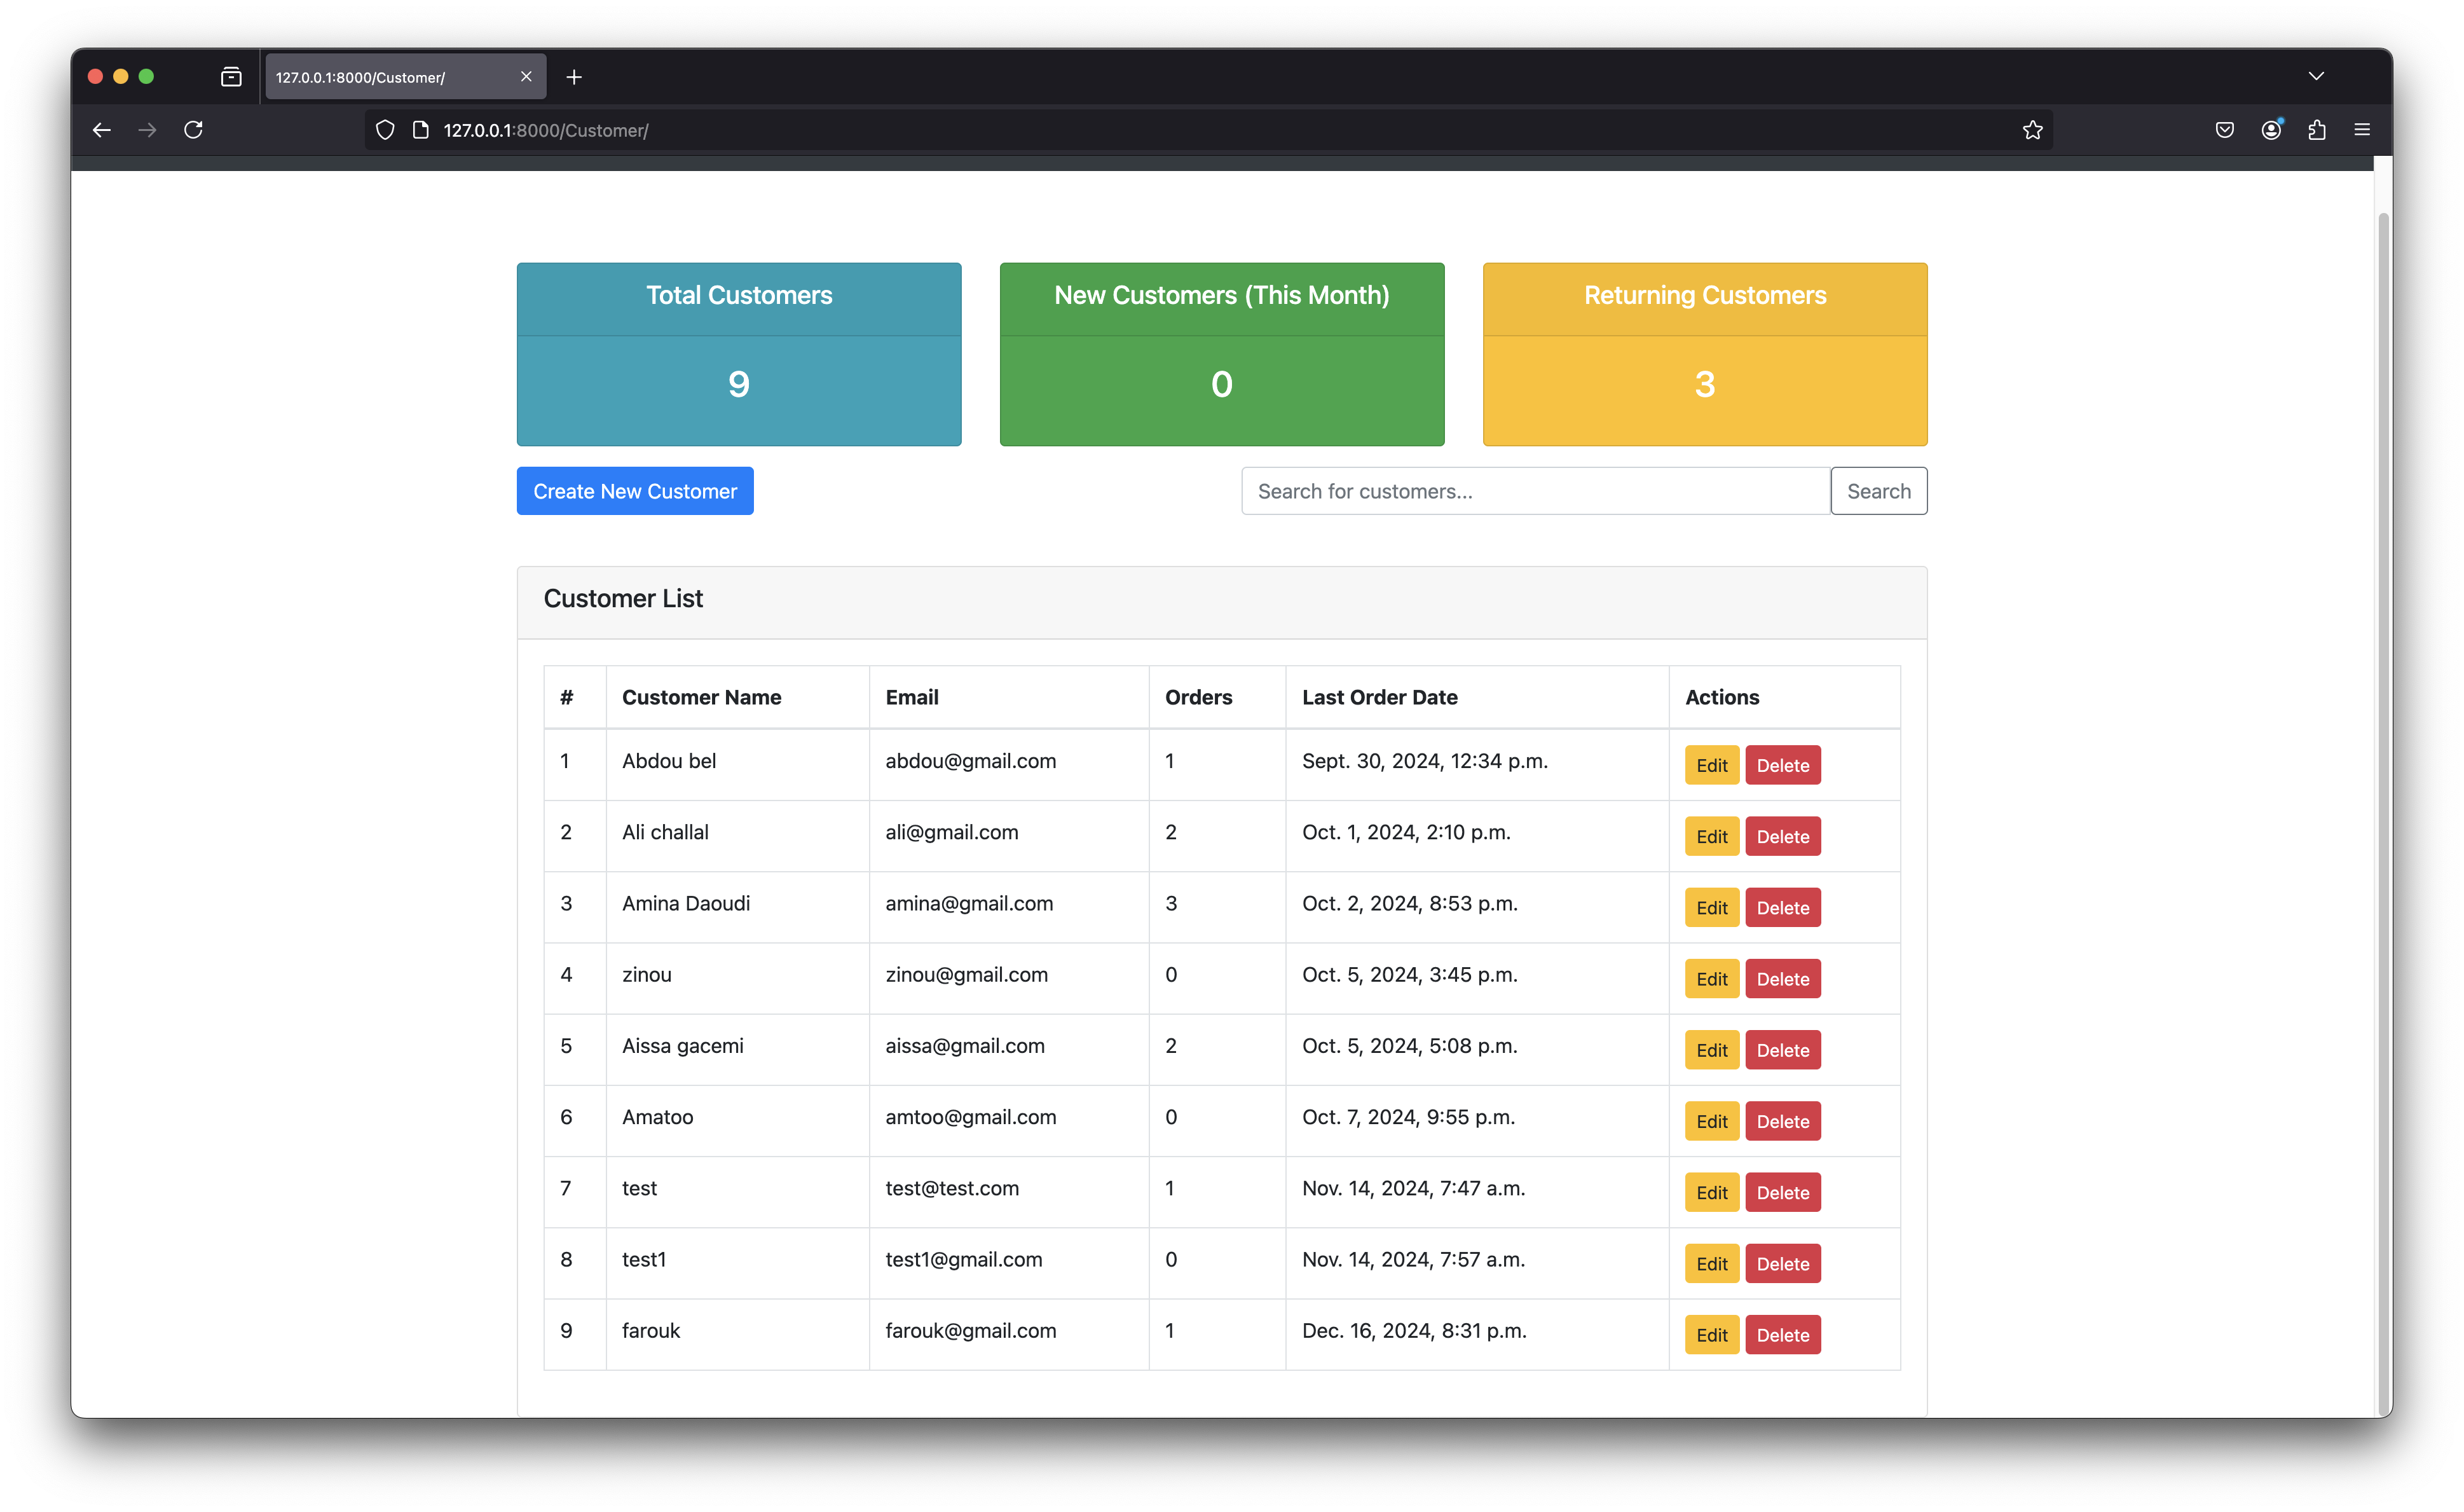 127.0.0.1:8000/Customer/
127.0.0.1:8000/Customer/
Total Customers New Customers (This Month) Returning Customers
9 0 3
Create New Customer Search for customers... Search
Customer List
# Customer Name Email Orders Last Order Date Actions
1 Abdou bel abdou@gmail.com 1 Sept. 30, 2024, 12:34 p.m. Edit Delete
2 Ali challal ali@gmail.com 2 Oct. 1, 2024, 2:10 p.m. Edit Delete
3 Amina Daoudi amina@gmail.com 3 Oct. 2, 2024, 8:53 p.m. Edit Delete
4 zinou zinou@gmail.com 0 Oct. 5, 2024, 3:45 p.m. Edit Delete
5 Aissa gacemi aissa@gmail.com 2 Oct. 5, 2024, 5:08 p.m. Edit Delete
6 Amatoo amtoo@gmail.com 0 Oct. 7, 2024, 9:55 p.m. Edit Delete
7 test test@test.com 1 Nov. 14, 2024, 7:47 a.m. Edit Delete
8 test1 test1@gmail.com 0 Nov. 14, 2024, 7:57 a.m. Edit Delete
9 farouk farouk@gmail.com 1 Dec. 16, 2024, 8:31 p.m. Edit Delete